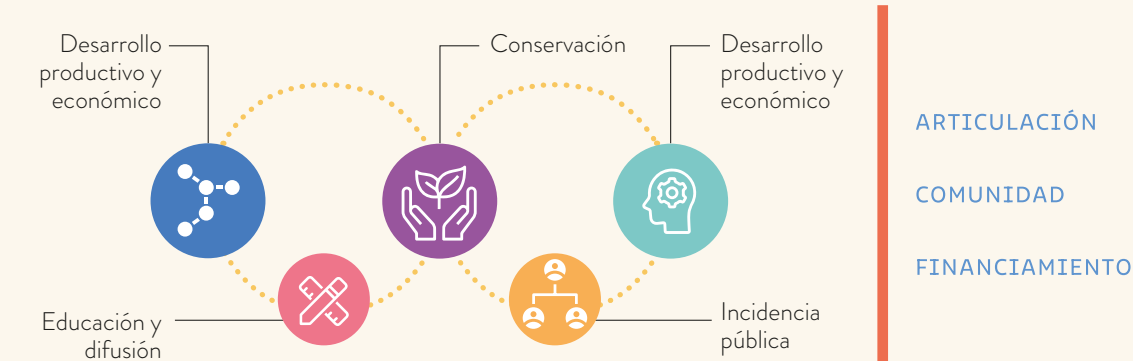 Desarrollo
productivo y
económico
Conservación
Desarrollo
productivo y
económico
Educación y
difusión
Incidencia
pública
ARTICULACIÓN
COMUNIDAD
FINANCIAMIENTO